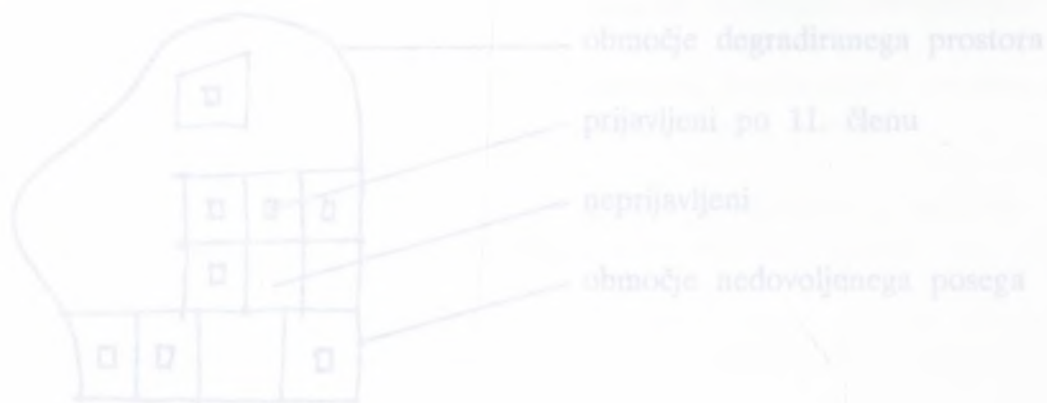 območje degradiranega prostora
prijavljeni po 11. členu
neprijavljeni
območje nedovoljenega posega